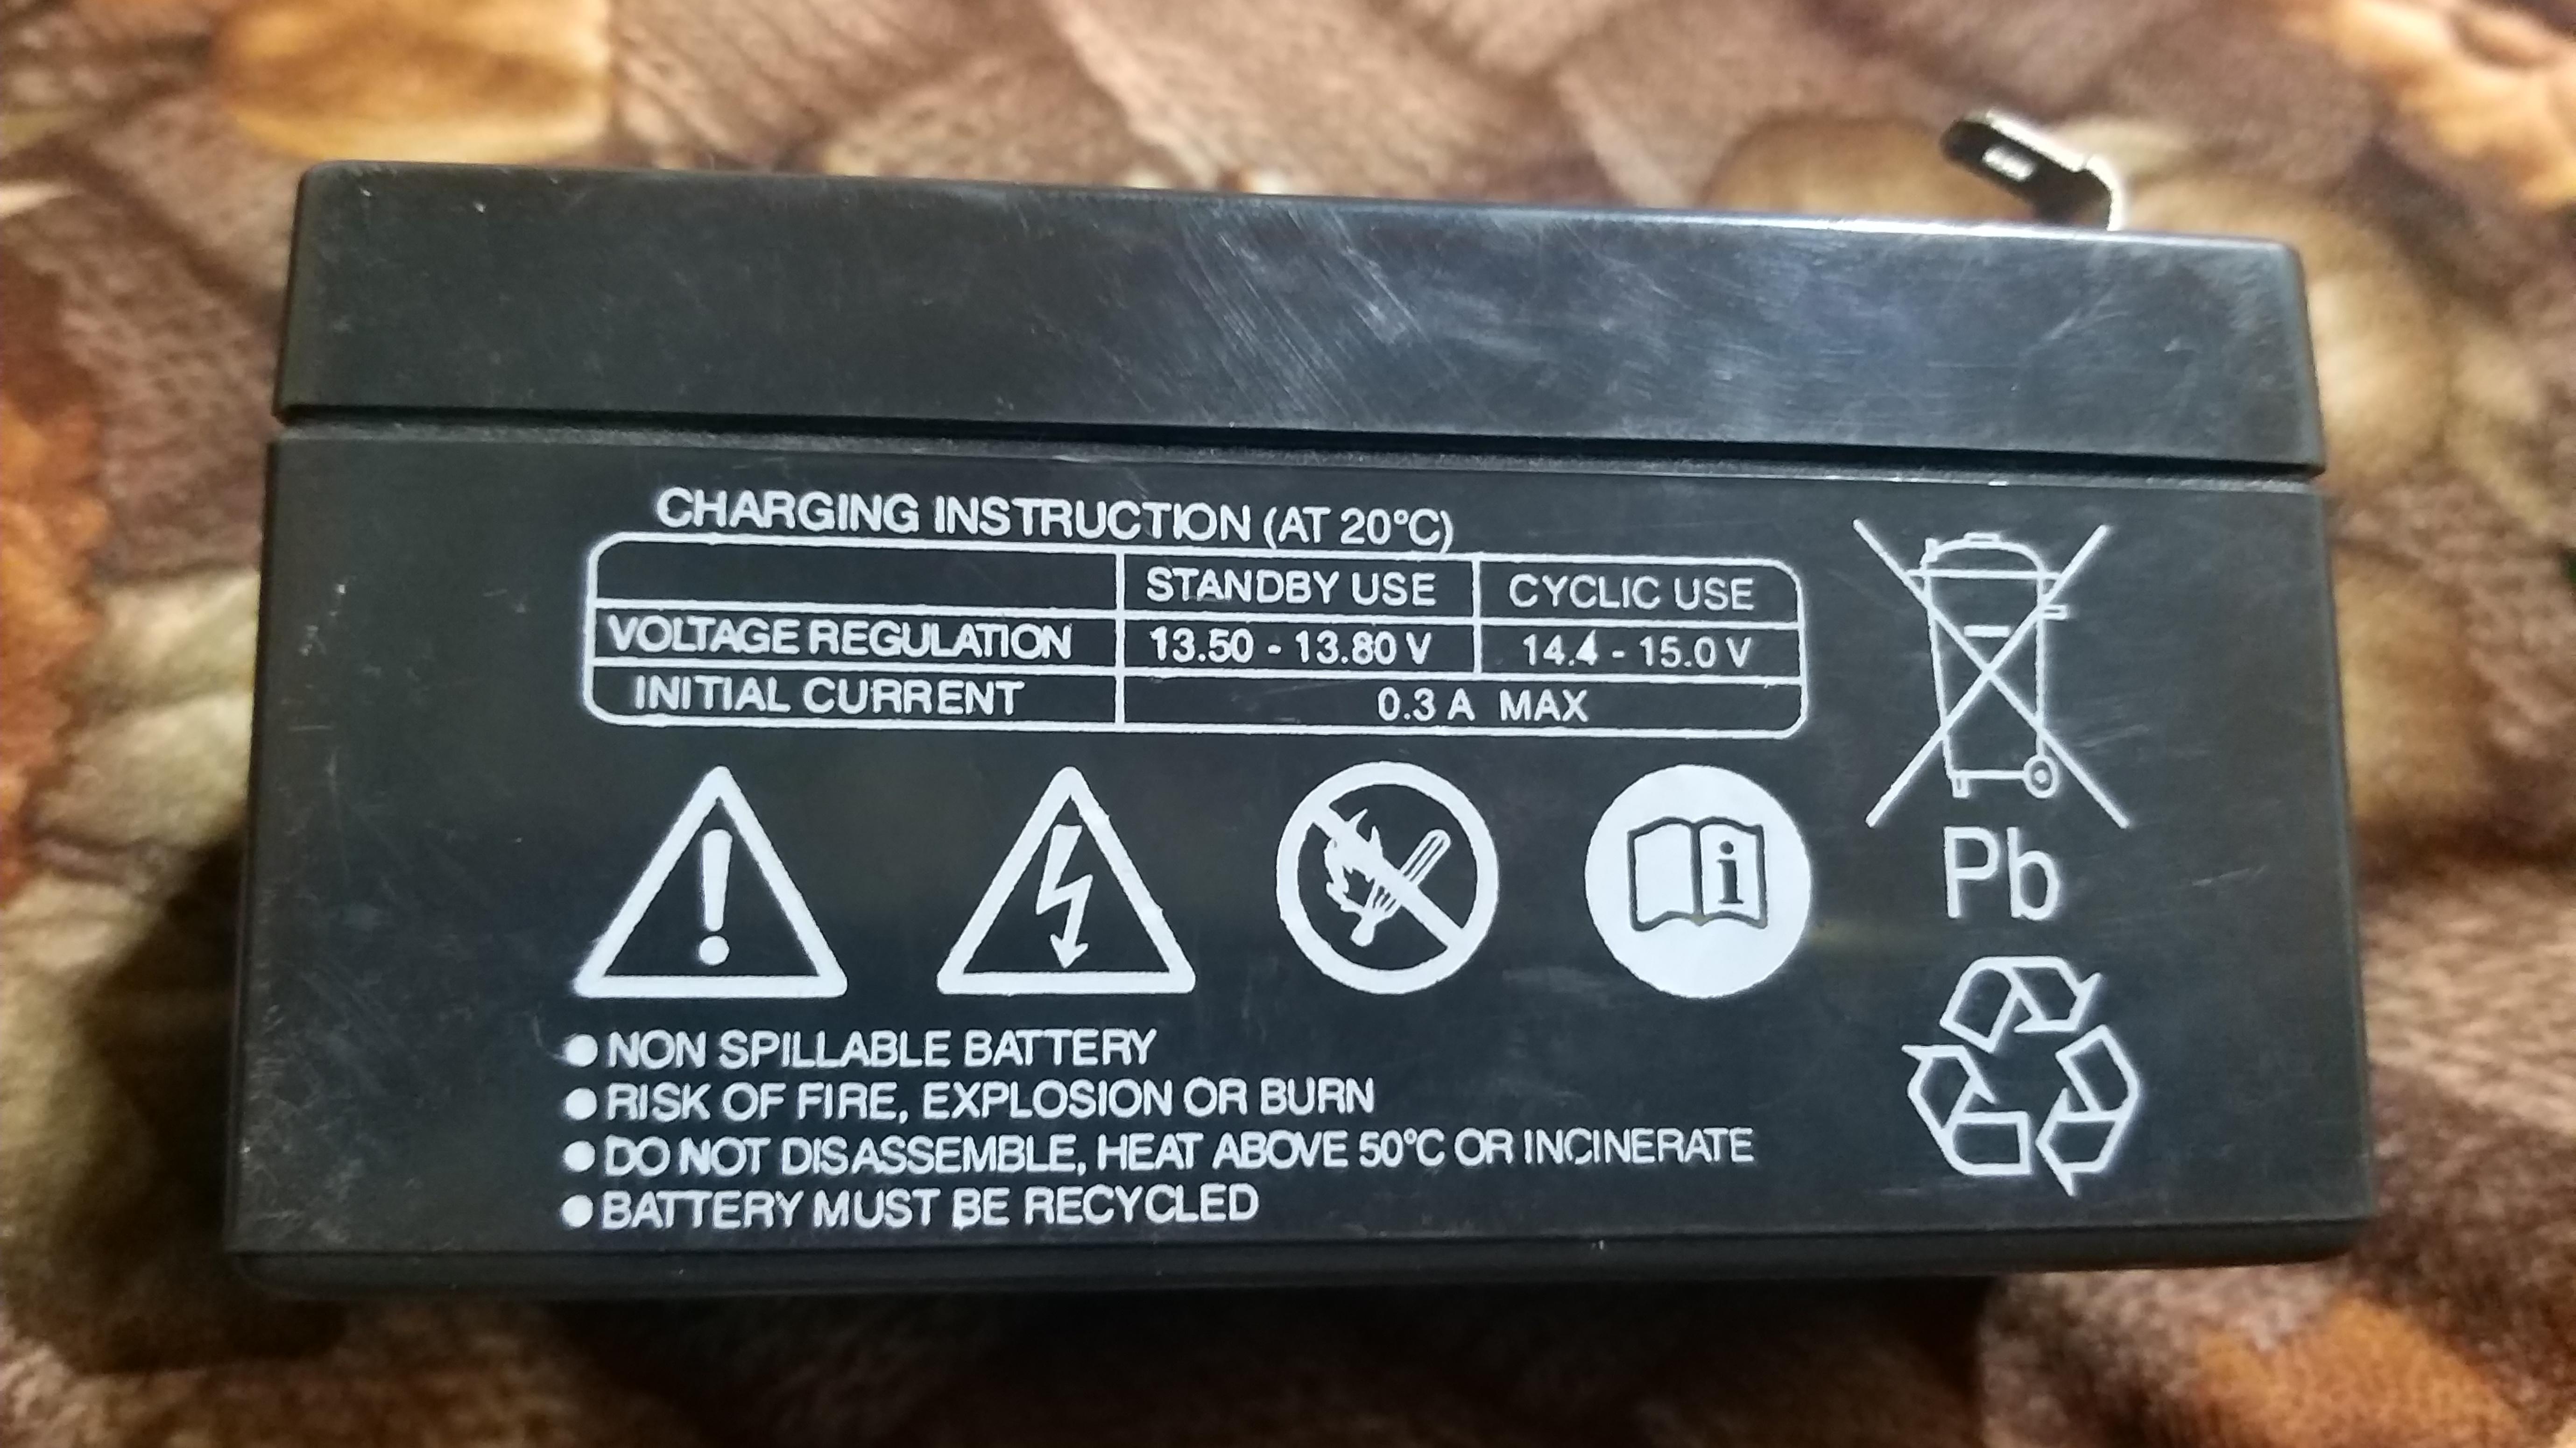 CHARGING INSTRUCTION (AT 20°C)
STANDBY USE CYCLIC USE
VOLTAGE REGULATION 13.50 - 13.80 V 14.4 - 15.0 V
INITIAL CURRENT 0.3 A MAX
Pb
● NON SPILLABLE BATTERY
● RISK OF FIRE, EXPLOSION OR BURN
● DO NOT DISASSEMBLE, HEAT ABOVE 50°C OR INCINERATE
● BATTERY MUST BE RECYCLED